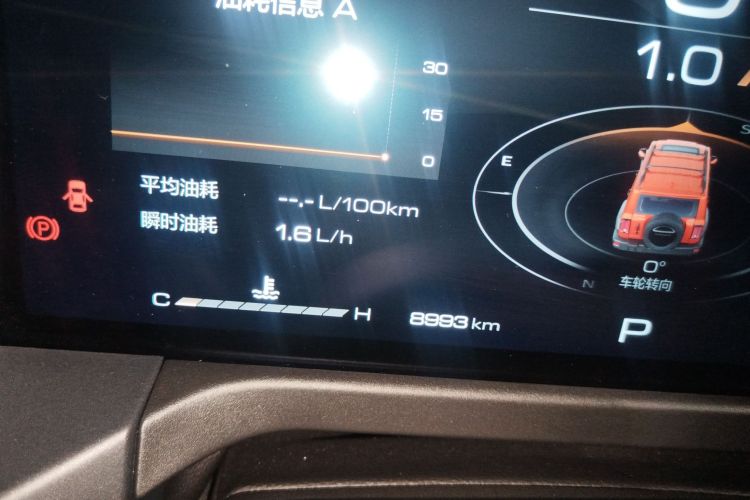 油耗信息 A
30
1.0
15
S
E
0
平均油耗 --.- L/100km
瞬时油耗 1.6 L/h
0°
N 车轮转向
C H 8993 km
P
P